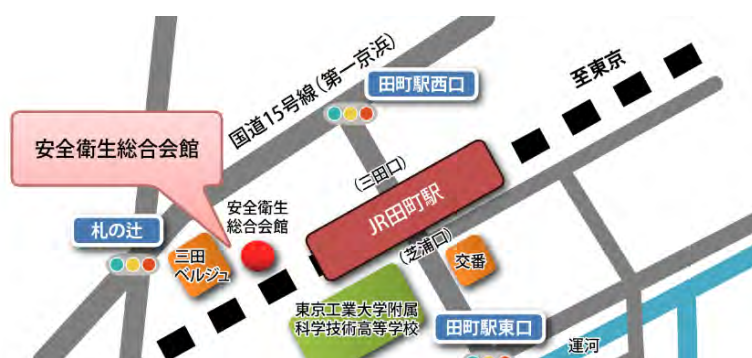 国道15号線(第一京浜)
田町駅西口
至東京
安全衛生総合会館
(三田口)
JR田町駅
安全衛生
総合会館
札の辻
三田
ベルジュ
(芝浦口)
交番
東京工業大学附属
科学技術高等学校
田町駅東口
運河